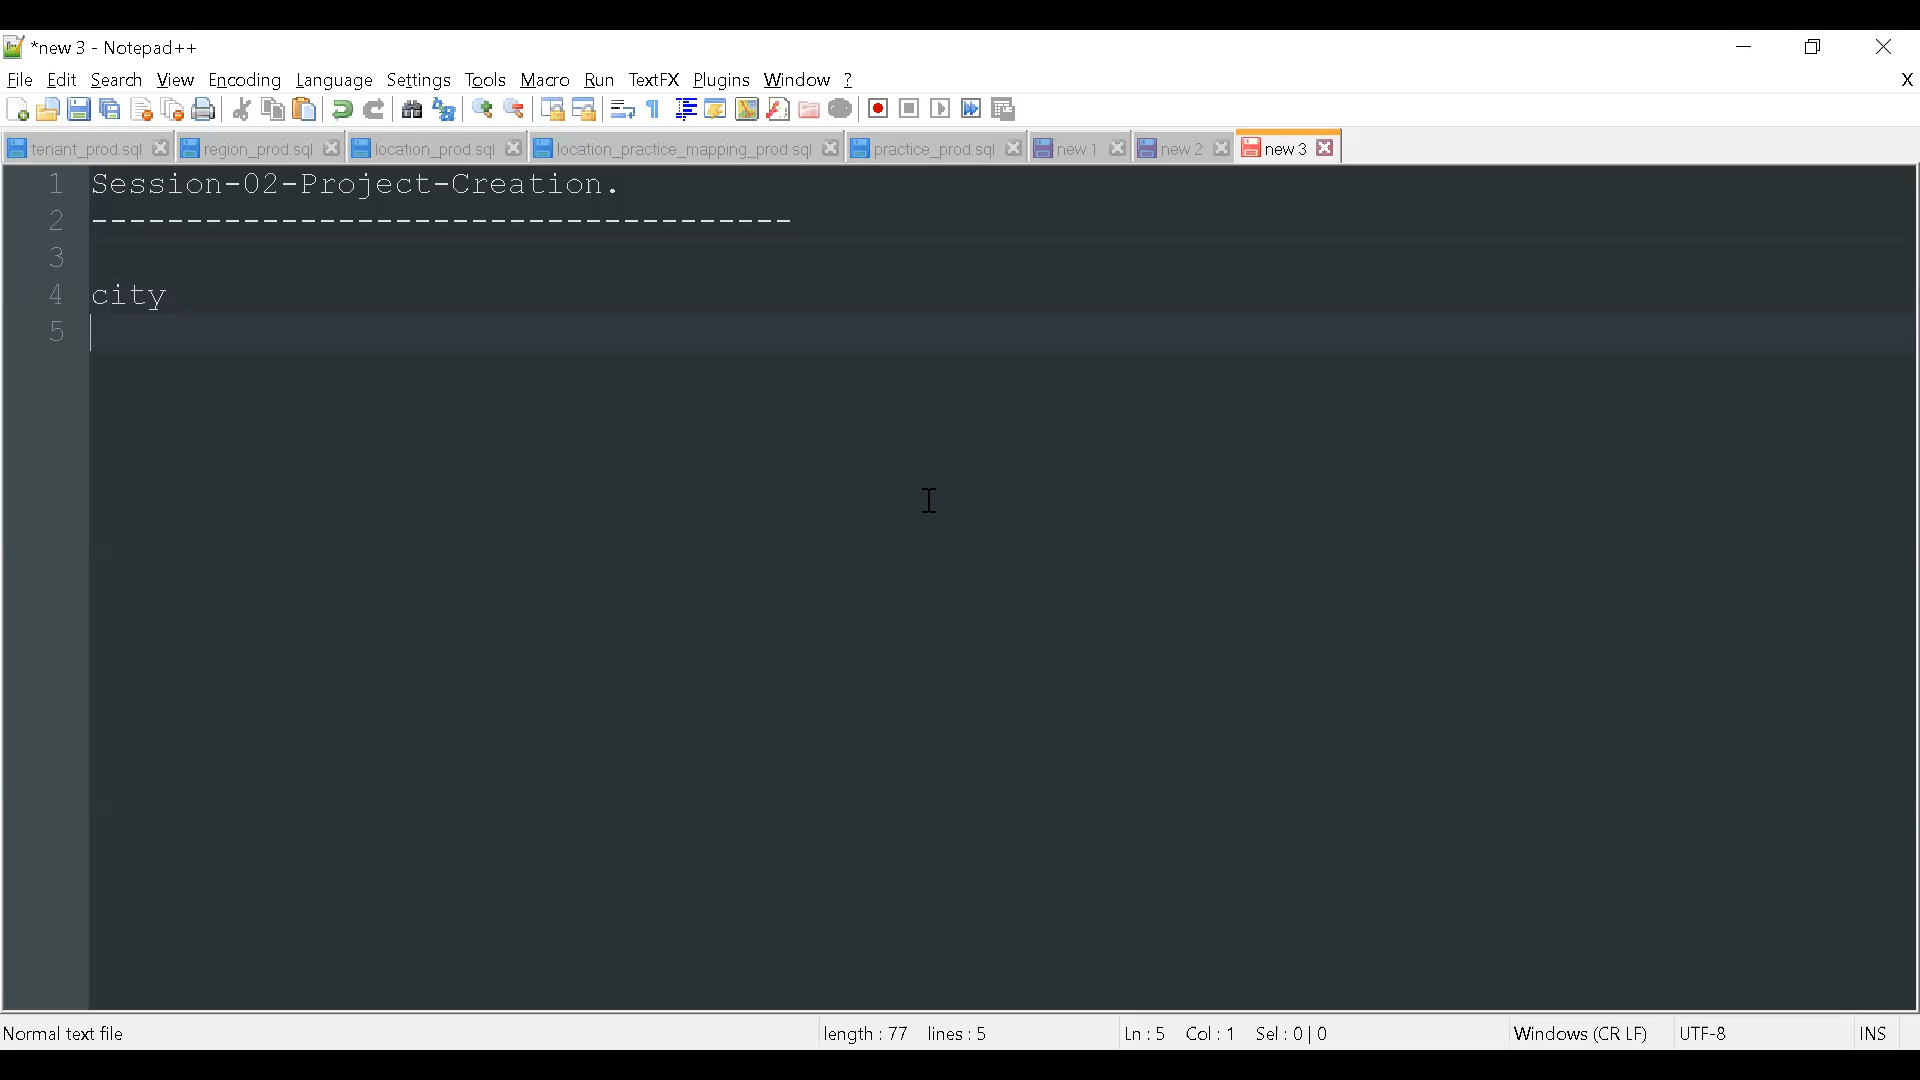 *new 3 - Notepad++
File Edit Search View Encoding Language Settings Tools Macro Run TextFX Plugins Window ? X
tenant_prod.sql region_prod.sql location_prod.sql location_practice_mapping_prod.sql practice_prod.sql new 1 new 2 new 3
1 Session-02-Project-Creation.
2 -------------------------------------
3
4 city
5
Normal text file length : 77 lines : 5 Ln : 5 Col : 1 Sel : 0 | 0 Windows (CR LF) UTF-8 INS